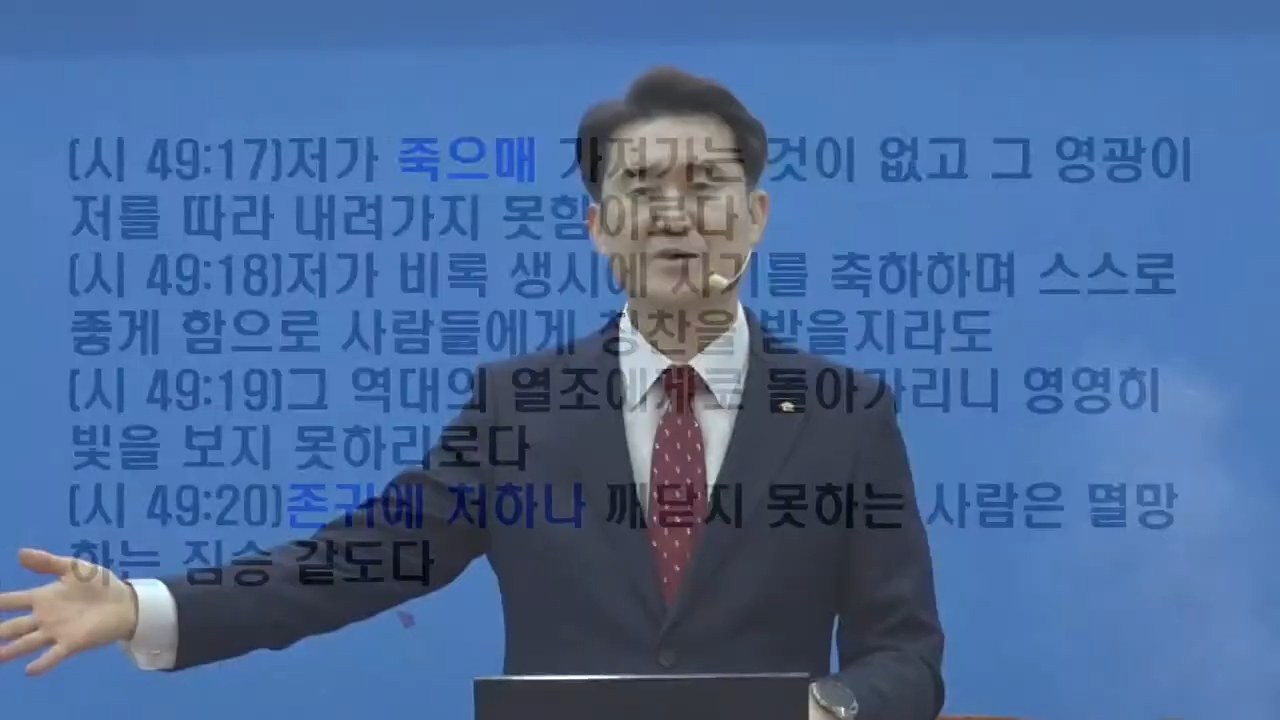 (시 49:17)저가 죽으매 가져가는 것이 없고 그 영광이
저를 따라 내려가지 못함이로다
(시 49:18)저가 비록 생시에 자기를 축하하며 스스로
좋게 함으로 사람들에게 칭찬을 받을지라도
(시 49:19)그 역대의 열조에게로 돌아가리니 영영히
빛을 보지 못하리로다
(시 49:20)존귀에 처하나 깨닫지 못하는 사람은 멸망
하는 짐승 같도다